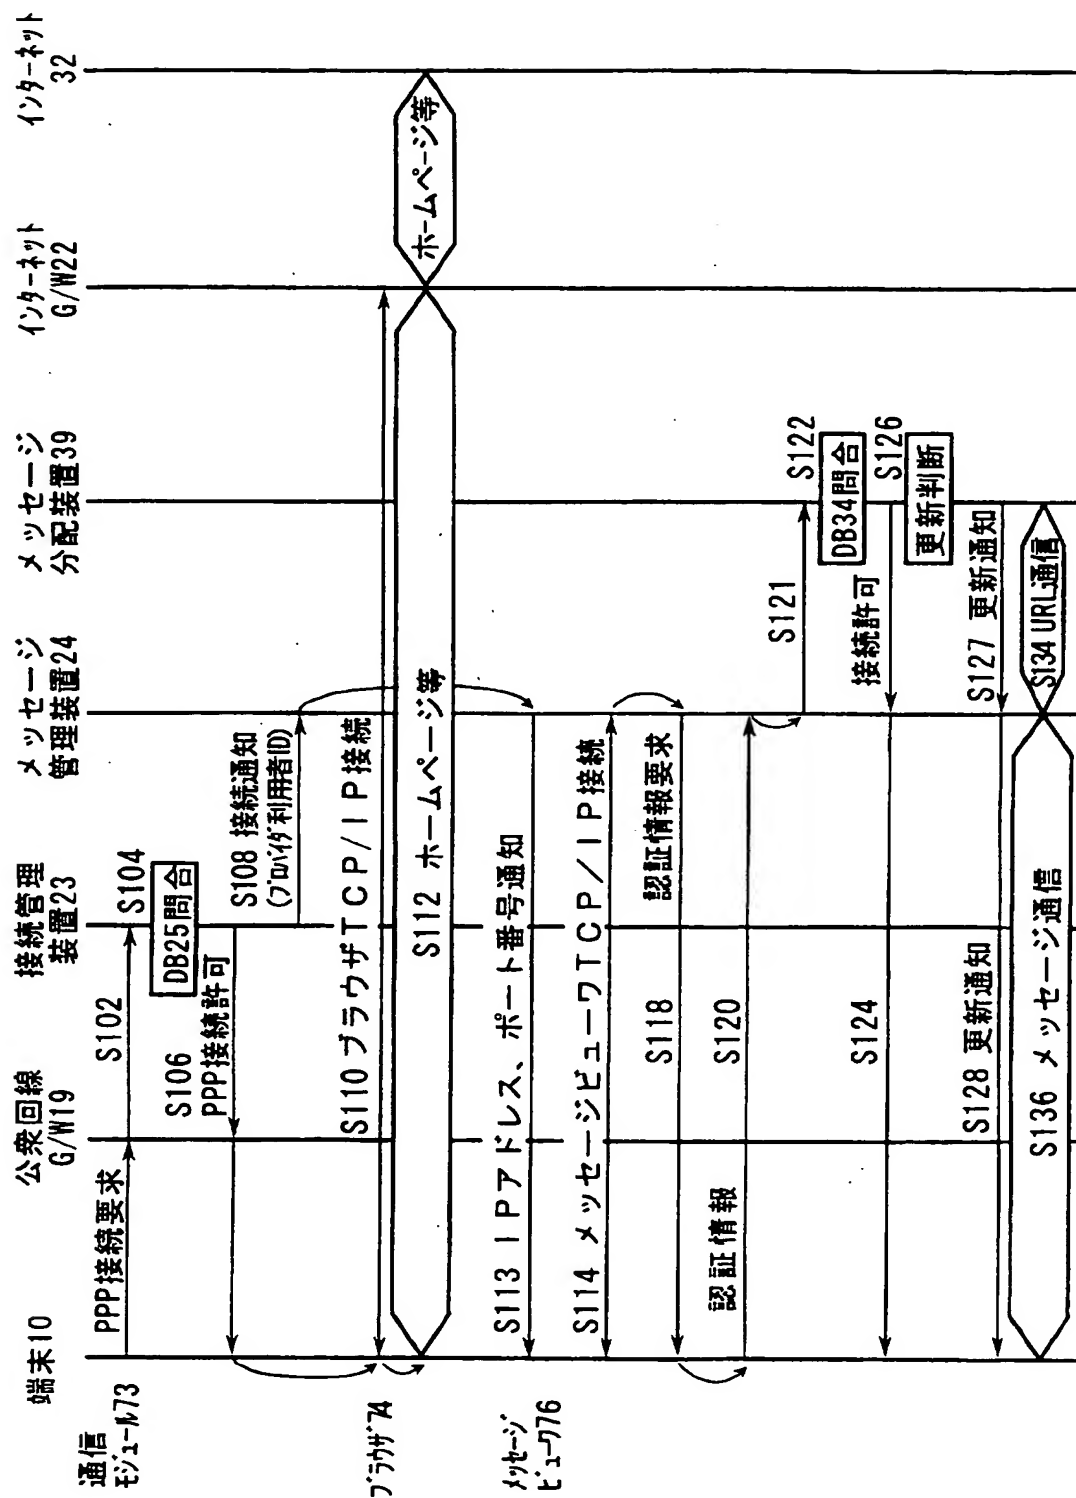 端末10
公衆回線
G/W19
接続管理
装置23
メッセージ
管理装置24
メッセージ
分配装置39
インターネット
G/W22
インターネット
32
通信
モジュール73
PPP接続要求
S102
S104
DB25問合
S106
PPP接続許可
S108 接続通知
(プロバイダ利用者ID)
ブラウザ74
S110 ブラウザTCP/IP接続
S112 ホームページ等
ホームページ等
メッセージ
ビューワ76
S113 IPアドレス、ポート番号通知
S114 メッセージビューワTCP/IP接続
認証情報要求
S118
認証情報
S120
S121
S122
DB34問合
接続許可
S124
S126
更新判断
S127 更新通知
S128 更新通知
S134 URL通信
S136 メッセージ通信